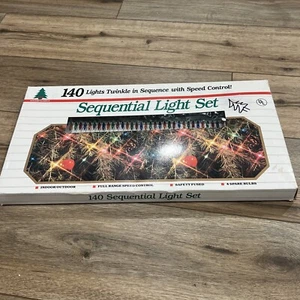 140 Lights Twinkle in Sequence with Speed Control!
Sequential Light Set
INDOOR/OUTDOOR • FULL RANGE SPEED CONTROL • SAFETY FUSED • 4 SPARE BULBS
140 Sequential Light Set